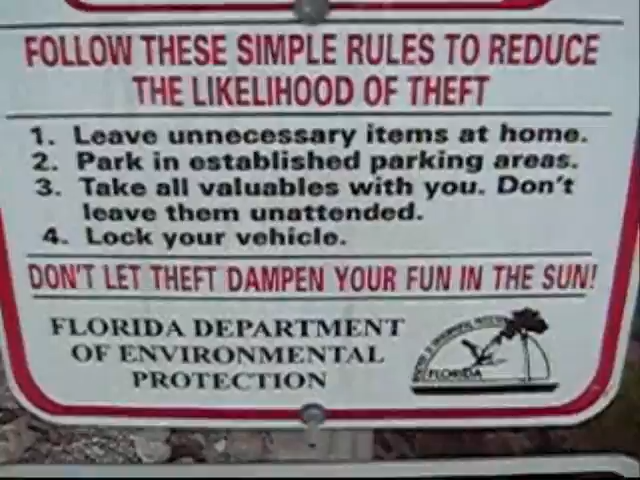 FOLLOW THESE SIMPLE RULES TO REDUCE
THE LIKELIHOOD OF THEFT
1. Leave unnecessary items at home.
2. Park in established parking areas.
3. Take all valuables with you. Don't
leave them unattended.
4. Lock your vehicle.
DON'T LET THEFT DAMPEN YOUR FUN IN THE SUN!
FLORIDA DEPARTMENT
OF ENVIRONMENTAL
PROTECTION
FLORIDA